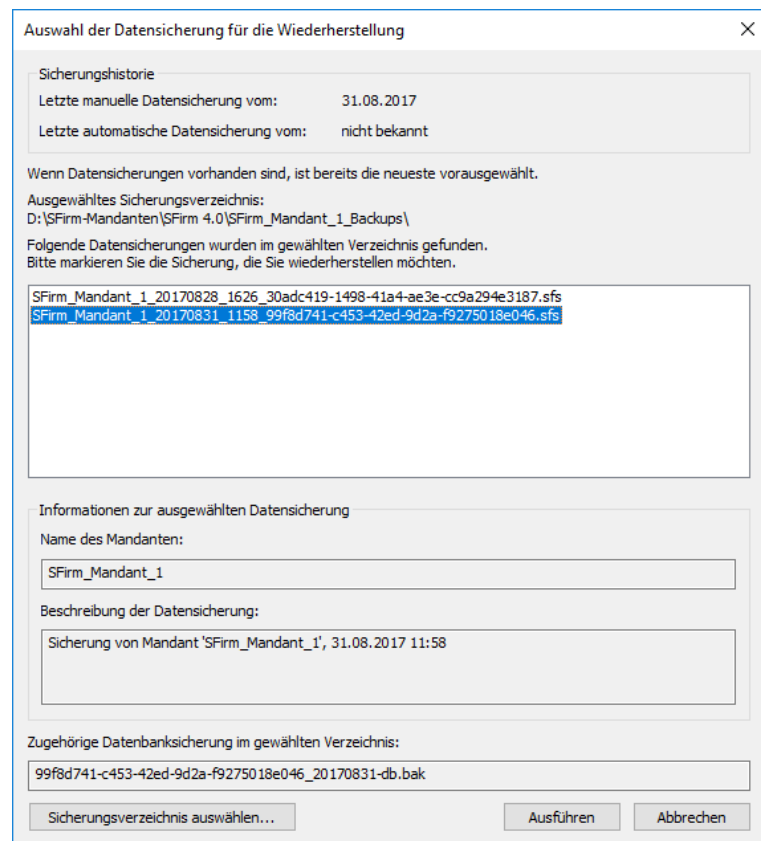 Auswahl der Datensicherung für die Wiederherstellung
Sicherungshistorie
Letzte manuelle Datensicherung vom: 31.08.2017
Letzte automatische Datensicherung vom: nicht bekannt
Wenn Datensicherungen vorhanden sind, ist bereits die neueste vorausgewählt.
Ausgewähltes Sicherungsverzeichnis:
D:\SFirm-Mandanten\SFirm 4.0\SFirm_Mandant_1_Backups\
Folgende Datensicherungen wurden im gewählten Verzeichnis gefunden.
Bitte markieren Sie die Sicherung, die Sie wiederherstellen möchten.
SFirm_Mandant_1_20170828_1626_30adc419-1498-41a4-ae3e-cc9a294e3187.sfs
SFirm_Mandant_1_20170831_1158_99f8d741-c453-42ed-9d2a-f9275018e046.sfs
Informationen zur ausgewählten Datensicherung
Name des Mandanten:
SFirm_Mandant_1
Beschreibung der Datensicherung:
Sicherung von Mandant 'SFirm_Mandant_1', 31.08.2017 11:58
Zugehörige Datenbanksicherung im gewählten Verzeichnis:
99f8d741-c453-42ed-9d2a-f9275018e046_20170831-db.bak
Sicherungsverzeichnis auswählen... Ausführen Abbrechen